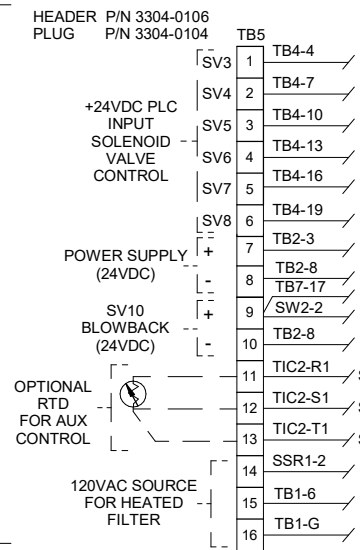 HEADER P/N 3304-0106
PLUG P/N 3304-0104
TB5
SV3 1 TB4-4
SV4 2 TB4-7
SV5 3 TB4-10
SV6 4 TB4-13
SV7 5 TB4-16
SV8 6 TB4-19
+24VDC PLC
INPUT
SOLENOID
VALVE
CONTROL
+ 7 TB2-3
- 8 TB2-8
POWER SUPPLY
(24VDC)
TB7-17
+ 9 SW2-2
- 10 TB2-8
SV10
BLOWBACK
(24VDC)
11 TIC2-R1 S
12 TIC2-S1 S
13 TIC2-T1 S
OPTIONAL
RTD
FOR AUX
CONTROL
14 SSR1-2
15 TB1-6
16 TB1-G
120VAC SOURCE
FOR HEATED
FILTER